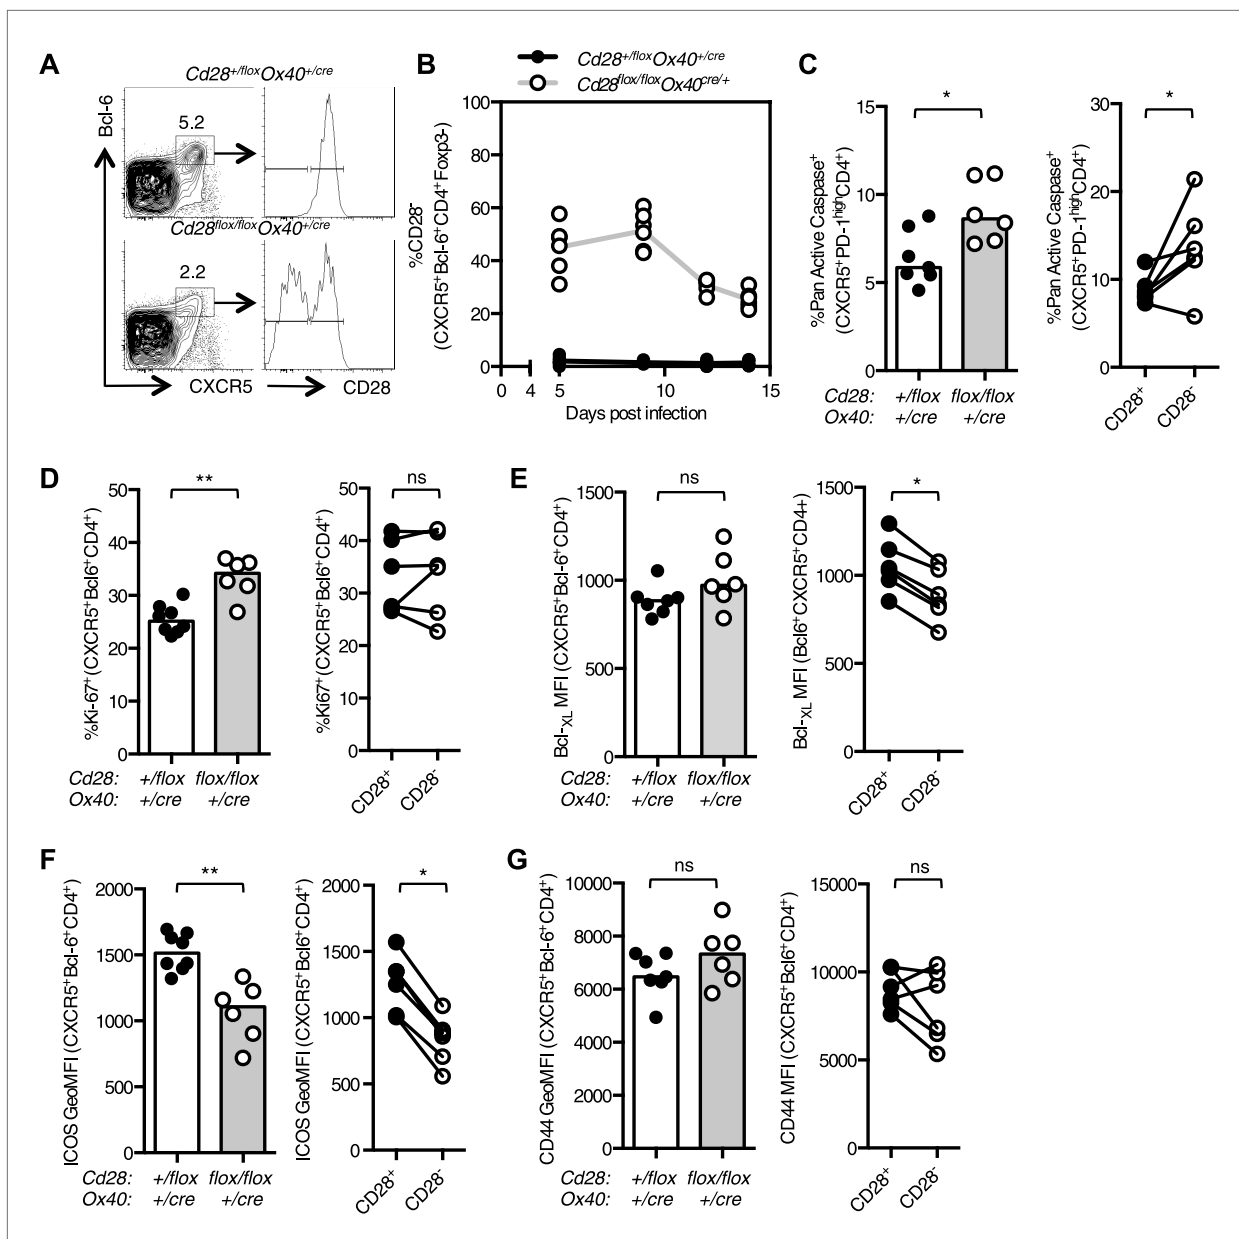 A
Cd28+/floxOx40+/cre
Bcl-6
5.2
Cd28flox/floxOx40+/cre
2.2
CXCR5
CD28
B
Cd28+/floxOx40+/cre
Cd28flox/floxOx40cre/+
%CD28-
(CXCR5+Bcl-6+CD4+Foxp3-)
100
80
60
40
20
0
0 4 5 10 15
Days post infection
C
%Pan Active Caspase+
(CXCR5+PD-1highCD4+)
15
10
5
0
*
Cd28: +/flox flox/flox
Ox40: +/cre +/cre
%Pan Active Caspase+
(CXCR5+PD-1highCD4+)
30
20
10
0
*
CD28+ CD28-
D
%Ki-67+(CXCR5+Bcl6+CD4+)
50
40
30
20
10
0
**
Cd28: +/flox flox/flox
Ox40: +/cre +/cre
%Ki67+(CXCR5+Bcl6+CD4+)
50
40
30
20
10
0
ns
CD28+ CD28-
E
Bcl-XL MFI (CXCR5+Bcl-6+CD4+)
1500
1000
500
0
ns
Cd28: +/flox flox/flox
Ox40: +/cre +/cre
Bcl-XL MFI (Bcl6+CXCR5+CD4+)
1500
1000
500
0
*
CD28+ CD28-
F
ICOS GeoMFI (CXCR5+Bcl-6+CD4+)
2000
1500
1000
500
0
**
Cd28: +/flox flox/flox
Ox40: +/cre +/cre
ICOS GeoMFI (CXCR5+Bcl6+CD4+)
2000
1500
1000
500
0
*
CD28+ CD28-
G
CD44 GeoMFI (CXCR5+Bcl-6+CD4+)
10000
8000
6000
4000
2000
0
ns
Cd28: +/flox flox/flox
Ox40: +/cre +/cre
CD44 MFI (CXCR5+Bcl6+CD4+)
15000
10000
5000
0
ns
CD28+ CD28-